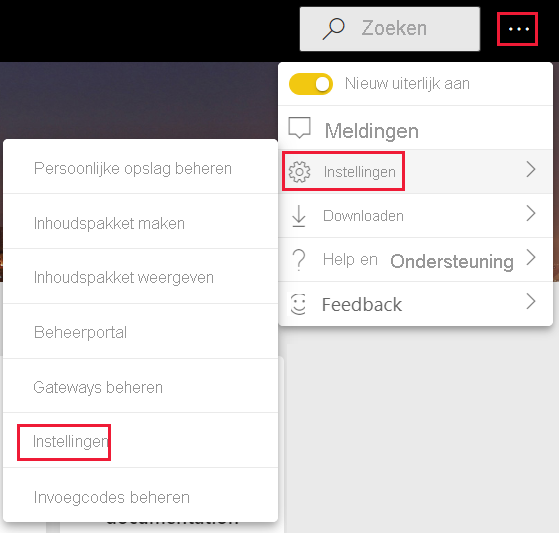 Zoeken
Nieuw uiterlijk aan
Meldingen
Instellingen
Downloaden
Help en Ondersteuning
Feedback
Persoonlijke opslag beheren
Inhoudspakket maken
Inhoudspakket weergeven
Beheerportal
Gateways beheren
Instellingen
Invoegcodes beheren
documentation